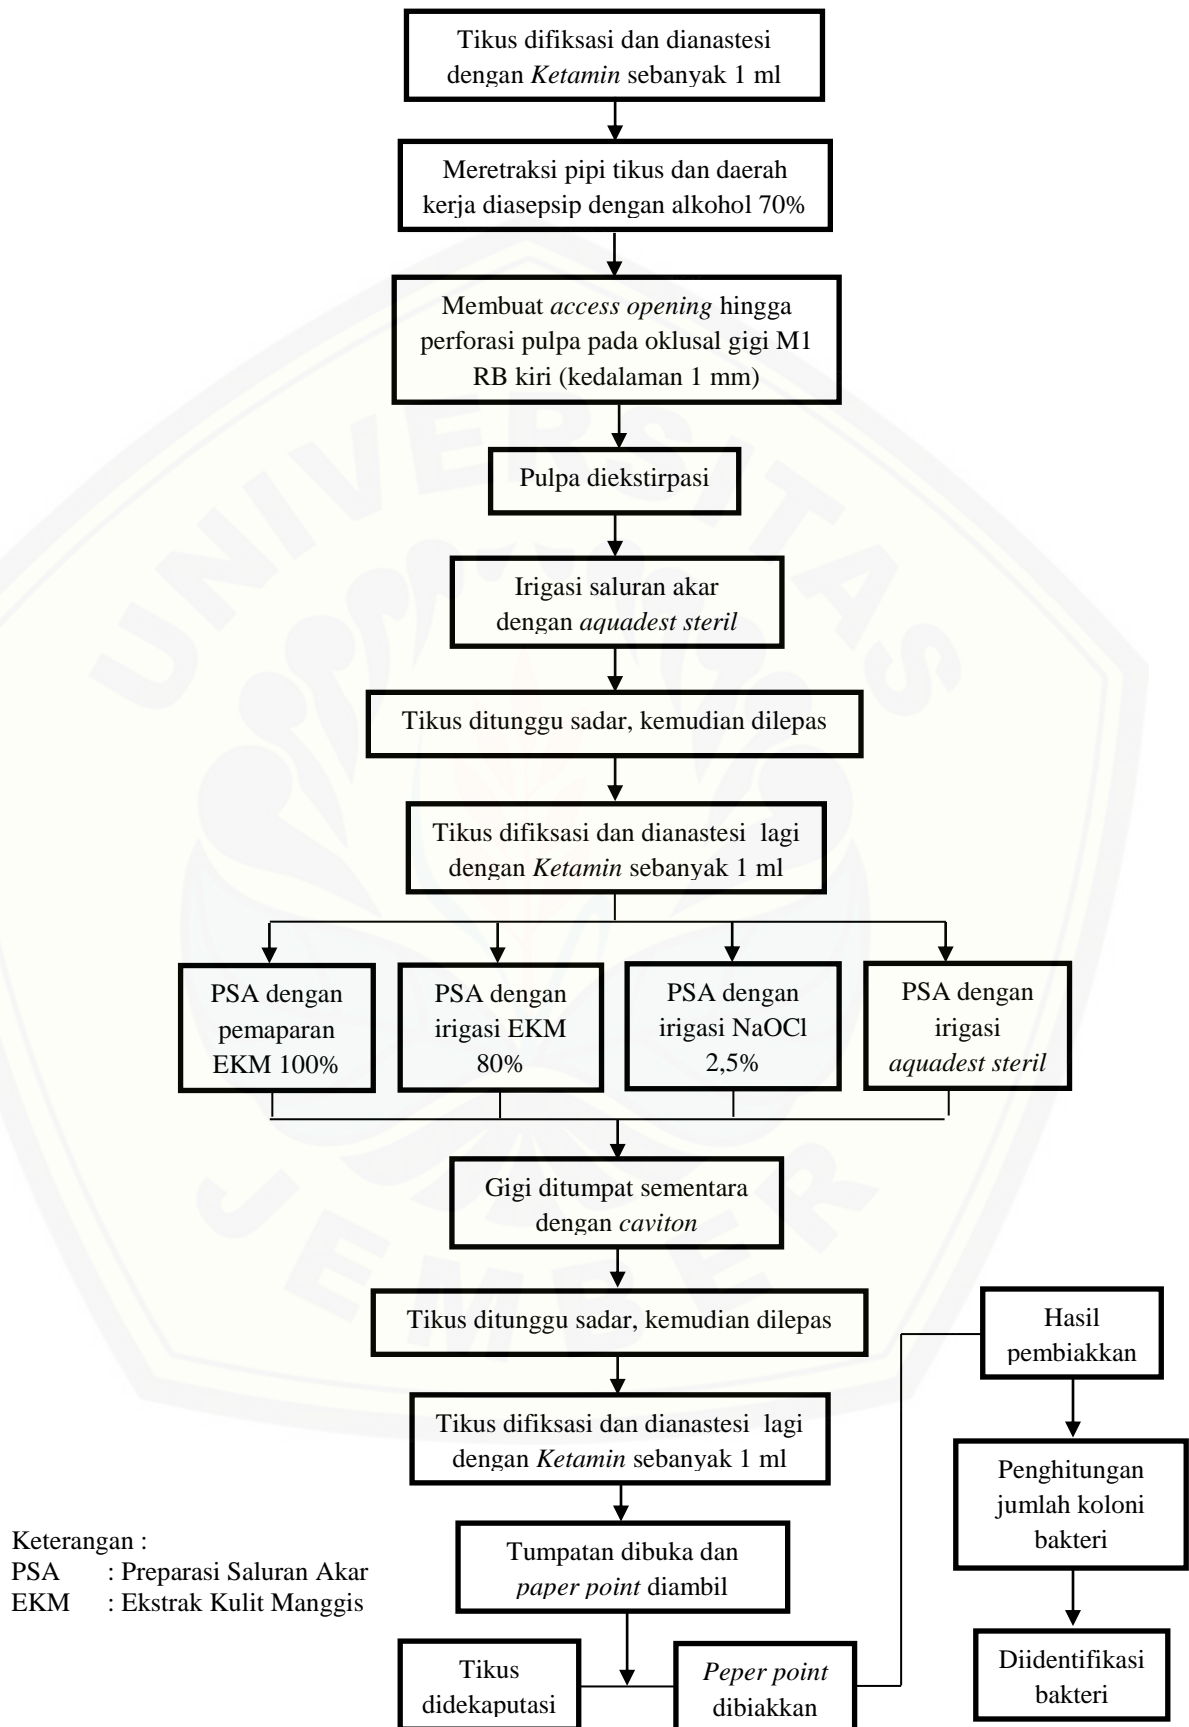 Tikus difiksasi dan dianastesi
dengan Ketamin sebanyak 1 ml
Meretraksi pipi tikus dan daerah
kerja diasepsip dengan alkohol 70%
Membuat access opening hingga
perforasi pulpa pada oklusal gigi M1
RB kiri (kedalaman 1 mm)
Pulpa diekstirpasi
Irigasi saluran akar
dengan aquadest steril
Tikus ditunggu sadar, kemudian dilepas
Tikus difiksasi dan dianastesi  lagi
dengan Ketamin sebanyak 1 ml
PSA dengan
pemaparan
EKM 100%
PSA dengan
irigasi EKM
80%
PSA dengan
irigasi NaOCl
2,5%
PSA dengan
irigasi
aquadest steril
Gigi ditumpat sementara
dengan caviton
Tikus ditunggu sadar, kemudian dilepas
Tikus difiksasi dan dianastesi  lagi
dengan Ketamin sebanyak 1 ml
Tumpatan dibuka dan
paper point diambil
Tikus
didekaputasi
Peper point
dibiakkan
Hasil
pembiakkan
Penghitungan
jumlah koloni
bakteri
Diidentifikasi
bakteri
Keterangan :
PSA : Preparasi Saluran Akar
EKM : Ekstrak Kulit Manggis
UNIVERSITAS
JEMBER